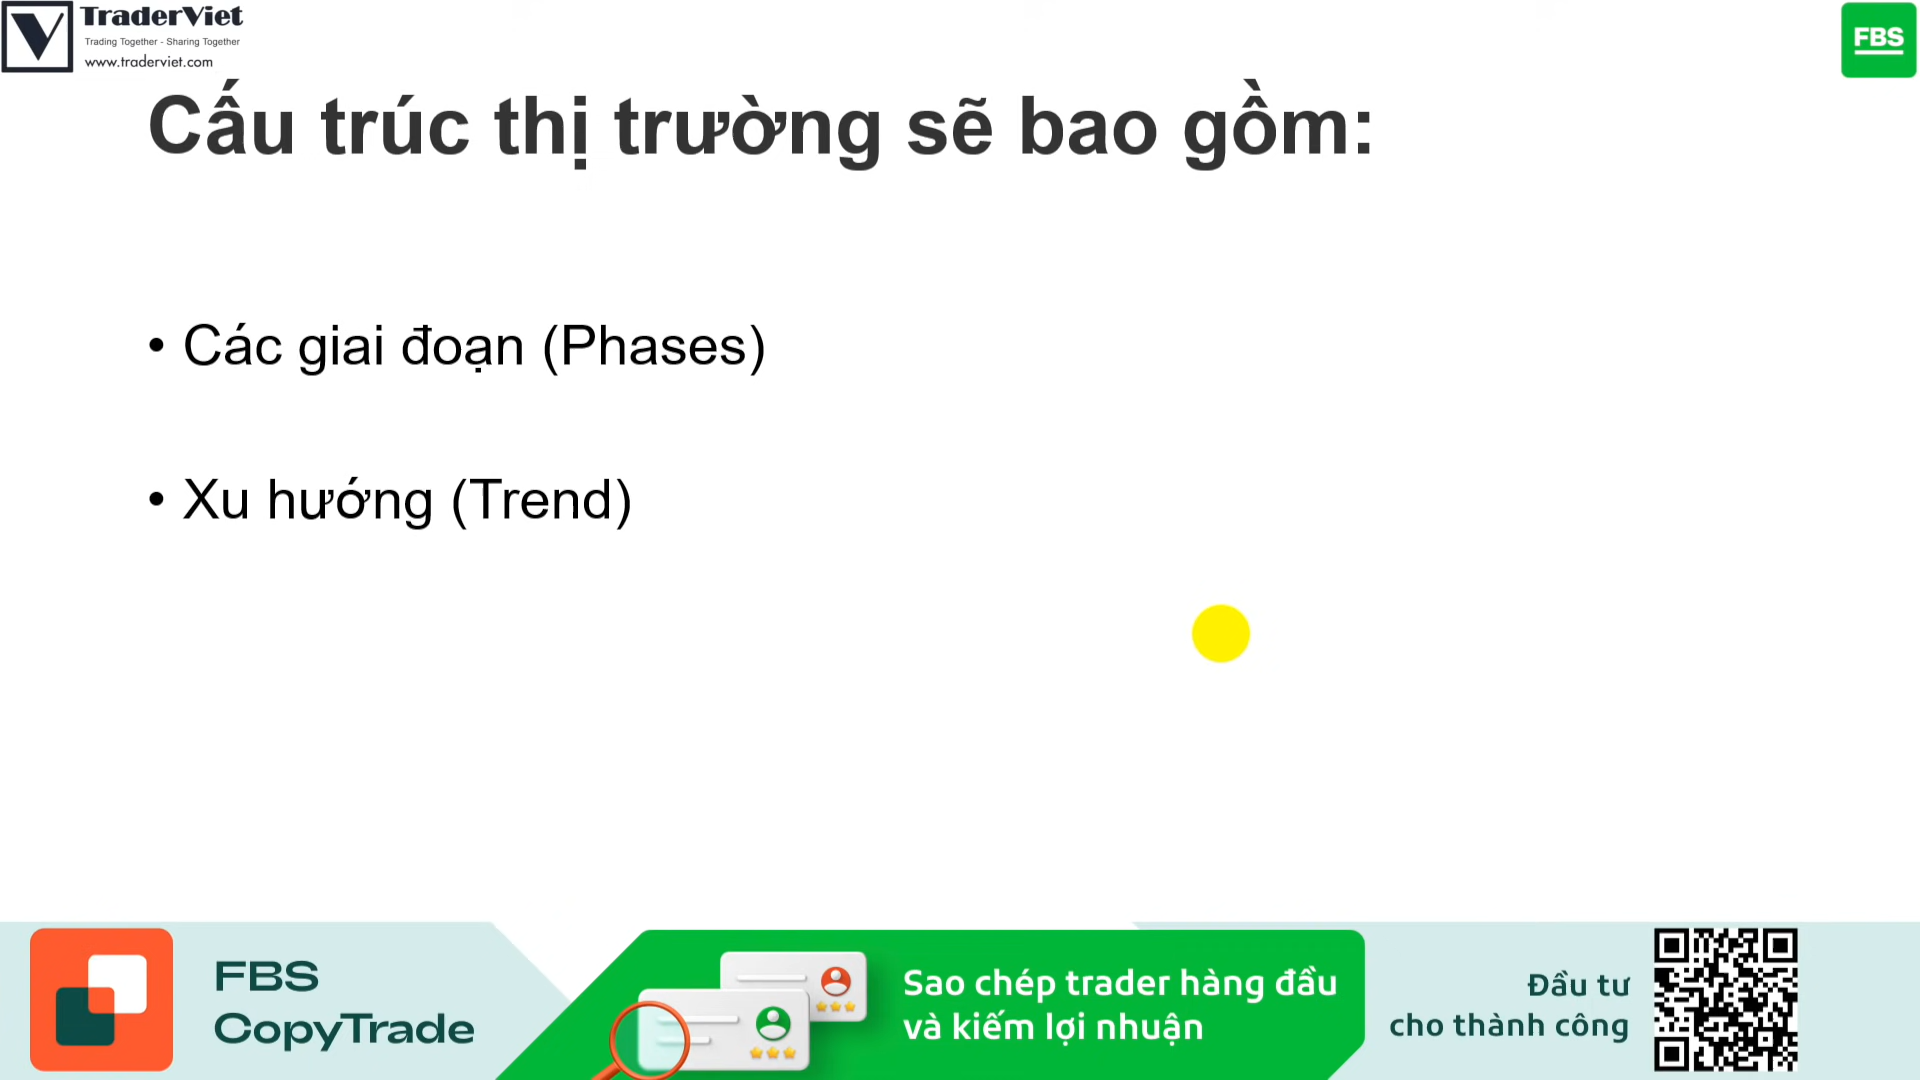 TraderViet
Trading Together - Sharing Together
www.traderviet.com
FBS
Cấu trúc thị trường sẽ bao gồm:
• Các giai đoạn (Phases)
• Xu hướng (Trend)
FBS
CopyTrade
Sao chép trader hàng đầu
và kiếm lợi nhuận
Đầu tư
cho thành công